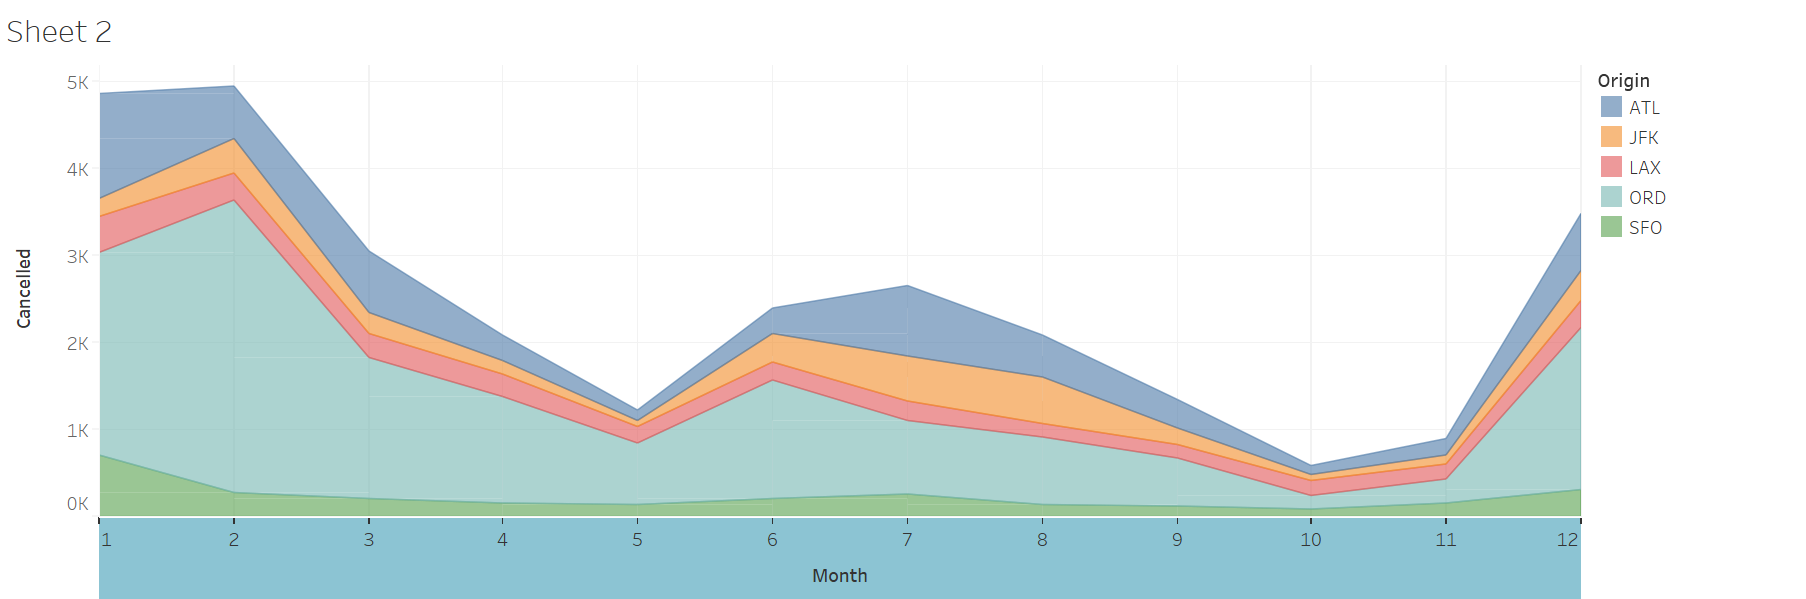 Sheet 2
5K
4K
3K
2K
1K
0K
Cancelled
1 2 3 4 5 6 7 8 9 10 11 12
Month
Origin
ATL
JFK
LAX
ORD
SFO